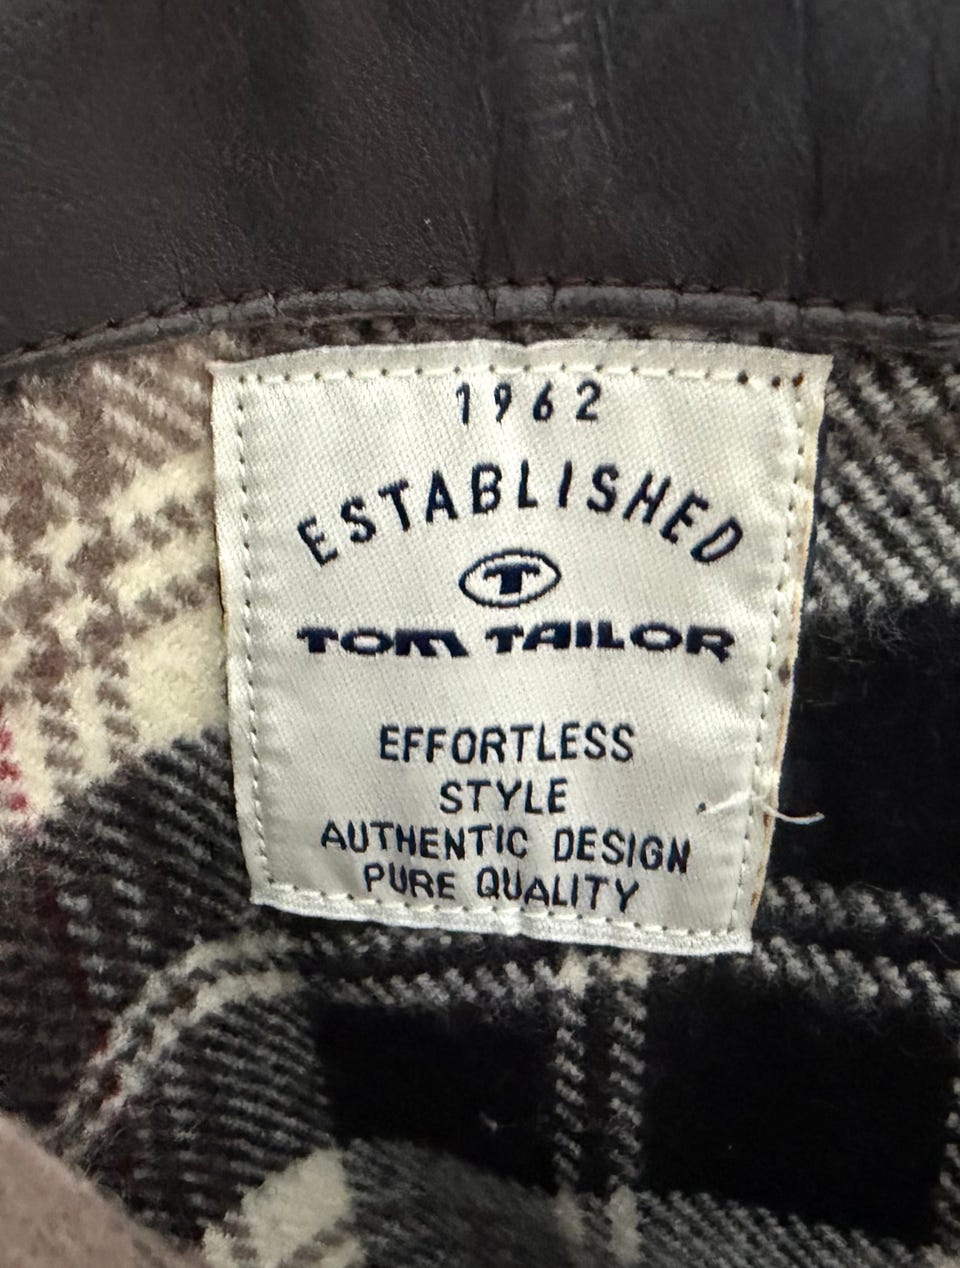 1962
ESTABLISHED
T
TOM TAILOR
EFFORTLESS
STYLE
AUTHENTIC DESIGN
PURE QUALITY